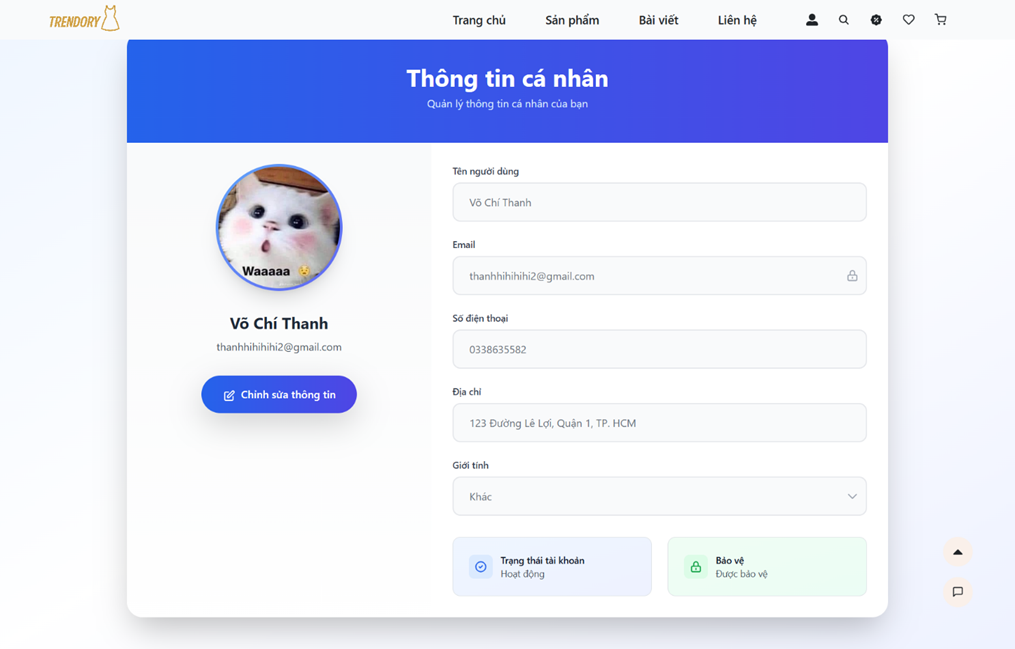 TRENDORY
Trang chủ Sản phẩm Bài viết Liên hệ
Thông tin cá nhân
Quản lý thông tin cá nhân của bạn
Waaaaa
Võ Chí Thanh
thanhhihihihi2@gmail.com
Chỉnh sửa thông tin
Tên người dùng
Võ Chí Thanh
Email
thanhhihihihi2@gmail.com
Số điện thoại
0338635582
Địa chỉ
123 Đường Lê Lợi, Quận 1, TP. HCM
Giới tính
Khác
Trạng thái tài khoản
Hoạt động
Bảo vệ
Được bảo vệ